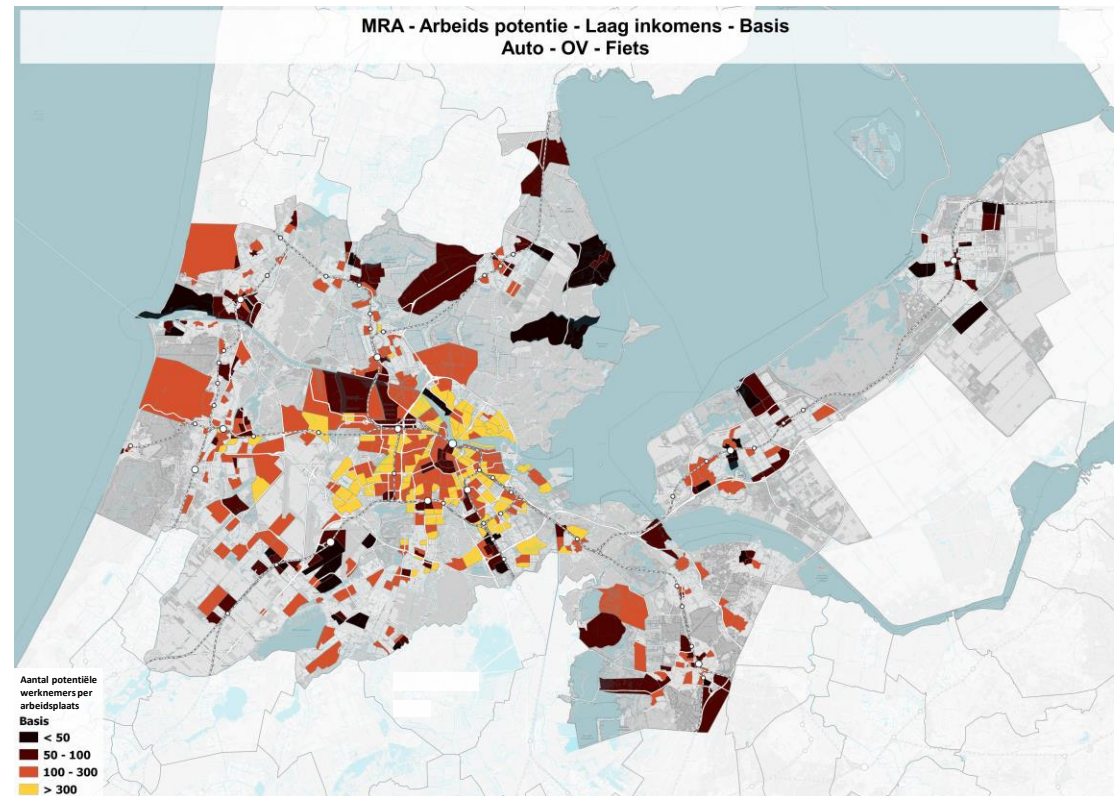 MRA - Arbeids potentie - Laag inkomens - Basis
Auto - OV - Fiets
Aantal potentiële
werknemers per
arbeidsplaats
Basis
< 50
50 - 100
100 - 300
> 300